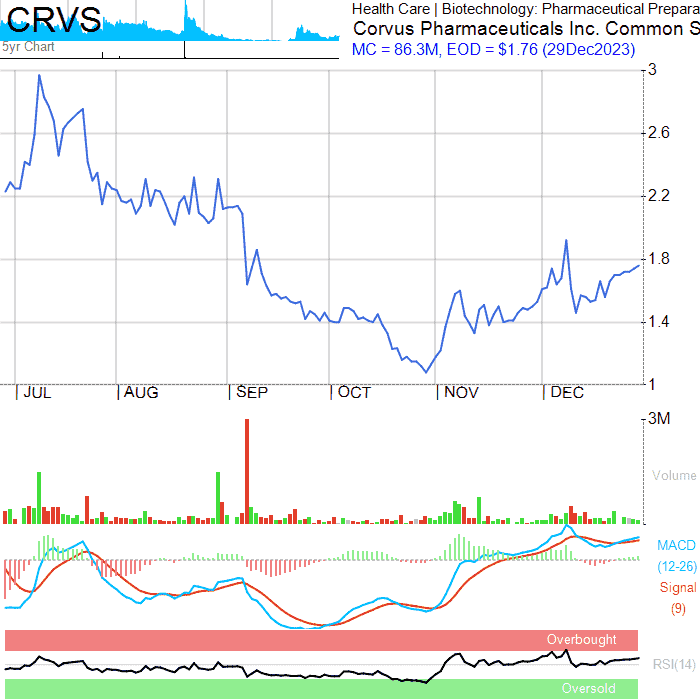 CRVS
5yr Chart
Health Care | Biotechnology: Pharmaceutical Prepara
Corvus Pharmaceuticals Inc. Common S
MC = 86.3M, EOD = $1.76 (29Dec2023)
3
2.6
2.2
1.8
1.4
1
JUL
AUG
SEP
OCT
NOV
DEC
3M
Volume
MACD
(12-26)
Signal
(9)
Overbought
RSI(14)
Oversold